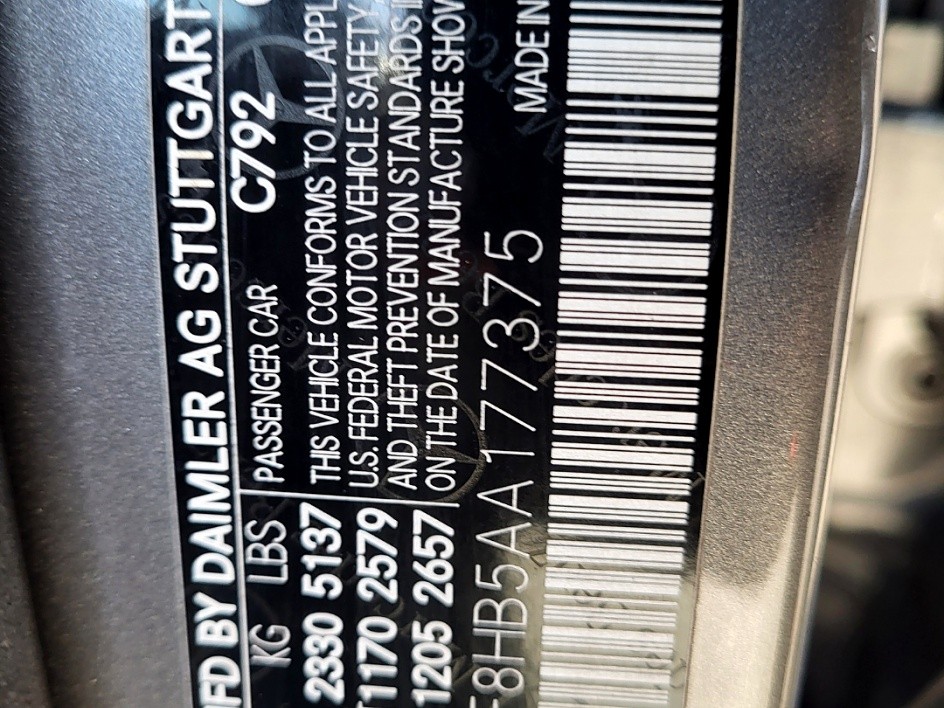 MFD BY DAIMLER AG STUTTGART
KG LBS PASSENGER CAR C792
2330 5137 THIS VEHICLE CONFORMS TO ALL APPL
1170 2579 U.S. FEDERAL MOTOR VEHICLE SAFETY
AND THEFT PREVENTION STANDARDS I
1205 2657 ON THE DATE OF MANUFACTURE SHOW
8HB5AA177375 MADE IN